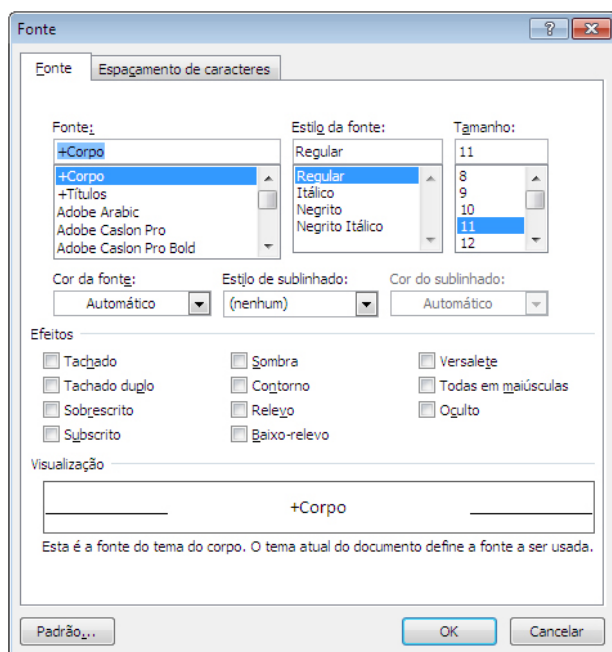 Fonte
Fonte Espaçamento de caracteres
Fonte: Estilo da fonte: Tamanho:
+Corpo Regular 11
+Corpo Regular 8
+Títulos Itálico 9
Adobe Arabic Negrito 10
Adobe Caslon Pro Negrito Itálico 11
Adobe Caslon Pro Bold 12
Cor da fonte: Estilo de sublinhado: Cor do sublinhado:
Automático (nenhum) Automático
Efeitos
Tachado Sombra Versalete
Tachado duplo Contorno Todas em maiúsculas
Sobrescrito Relevo Oculto
Subscrito Baixo-relevo
Visualização
+Corpo
Esta é a fonte do tema do corpo. O tema atual do documento define a fonte a ser usada.
Padrão... OK Cancelar